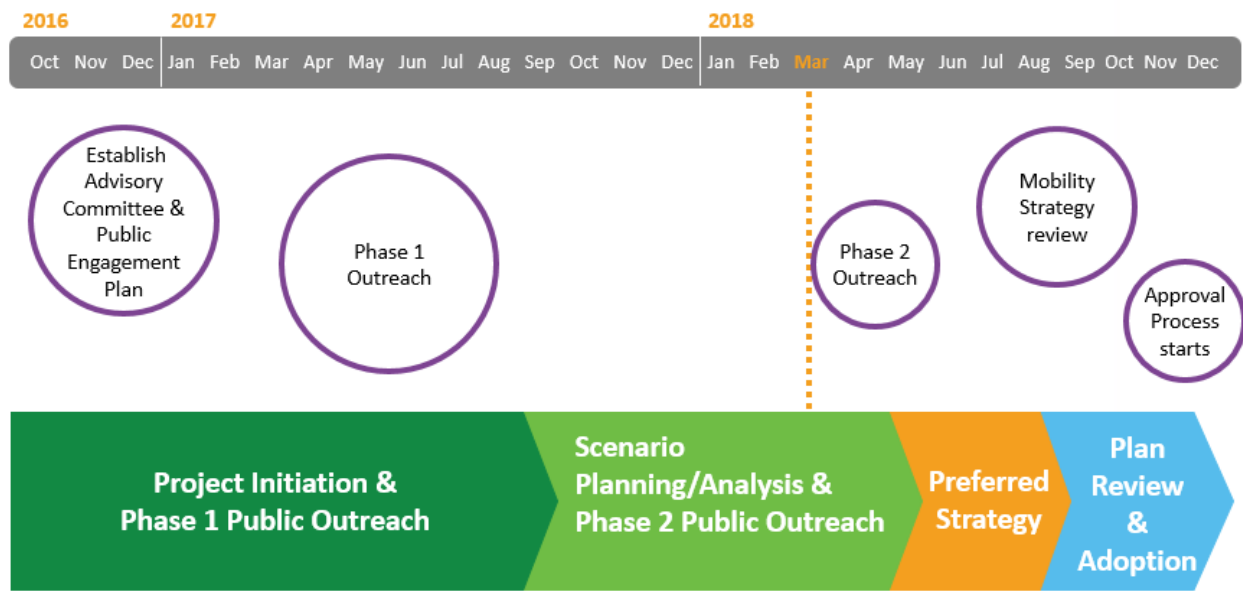 2016 2017 2018
Oct Nov Dec Jan Feb Mar Apr May Jun Jul Aug Sep Oct Nov Dec Jan Feb Mar Apr May Jun Jul Aug Sep Oct Nov Dec
Establish
Advisory
Committee &
Public
Engagement
Plan
Phase 1
Outreach
Phase 2
Outreach
Mobility
Strategy
review
Approval
Process
starts
Project Initiation &
Phase 1 Public Outreach
Scenario
Planning/Analysis &
Phase 2 Public Outreach
Preferred
Strategy
Plan
Review
&
Adoption